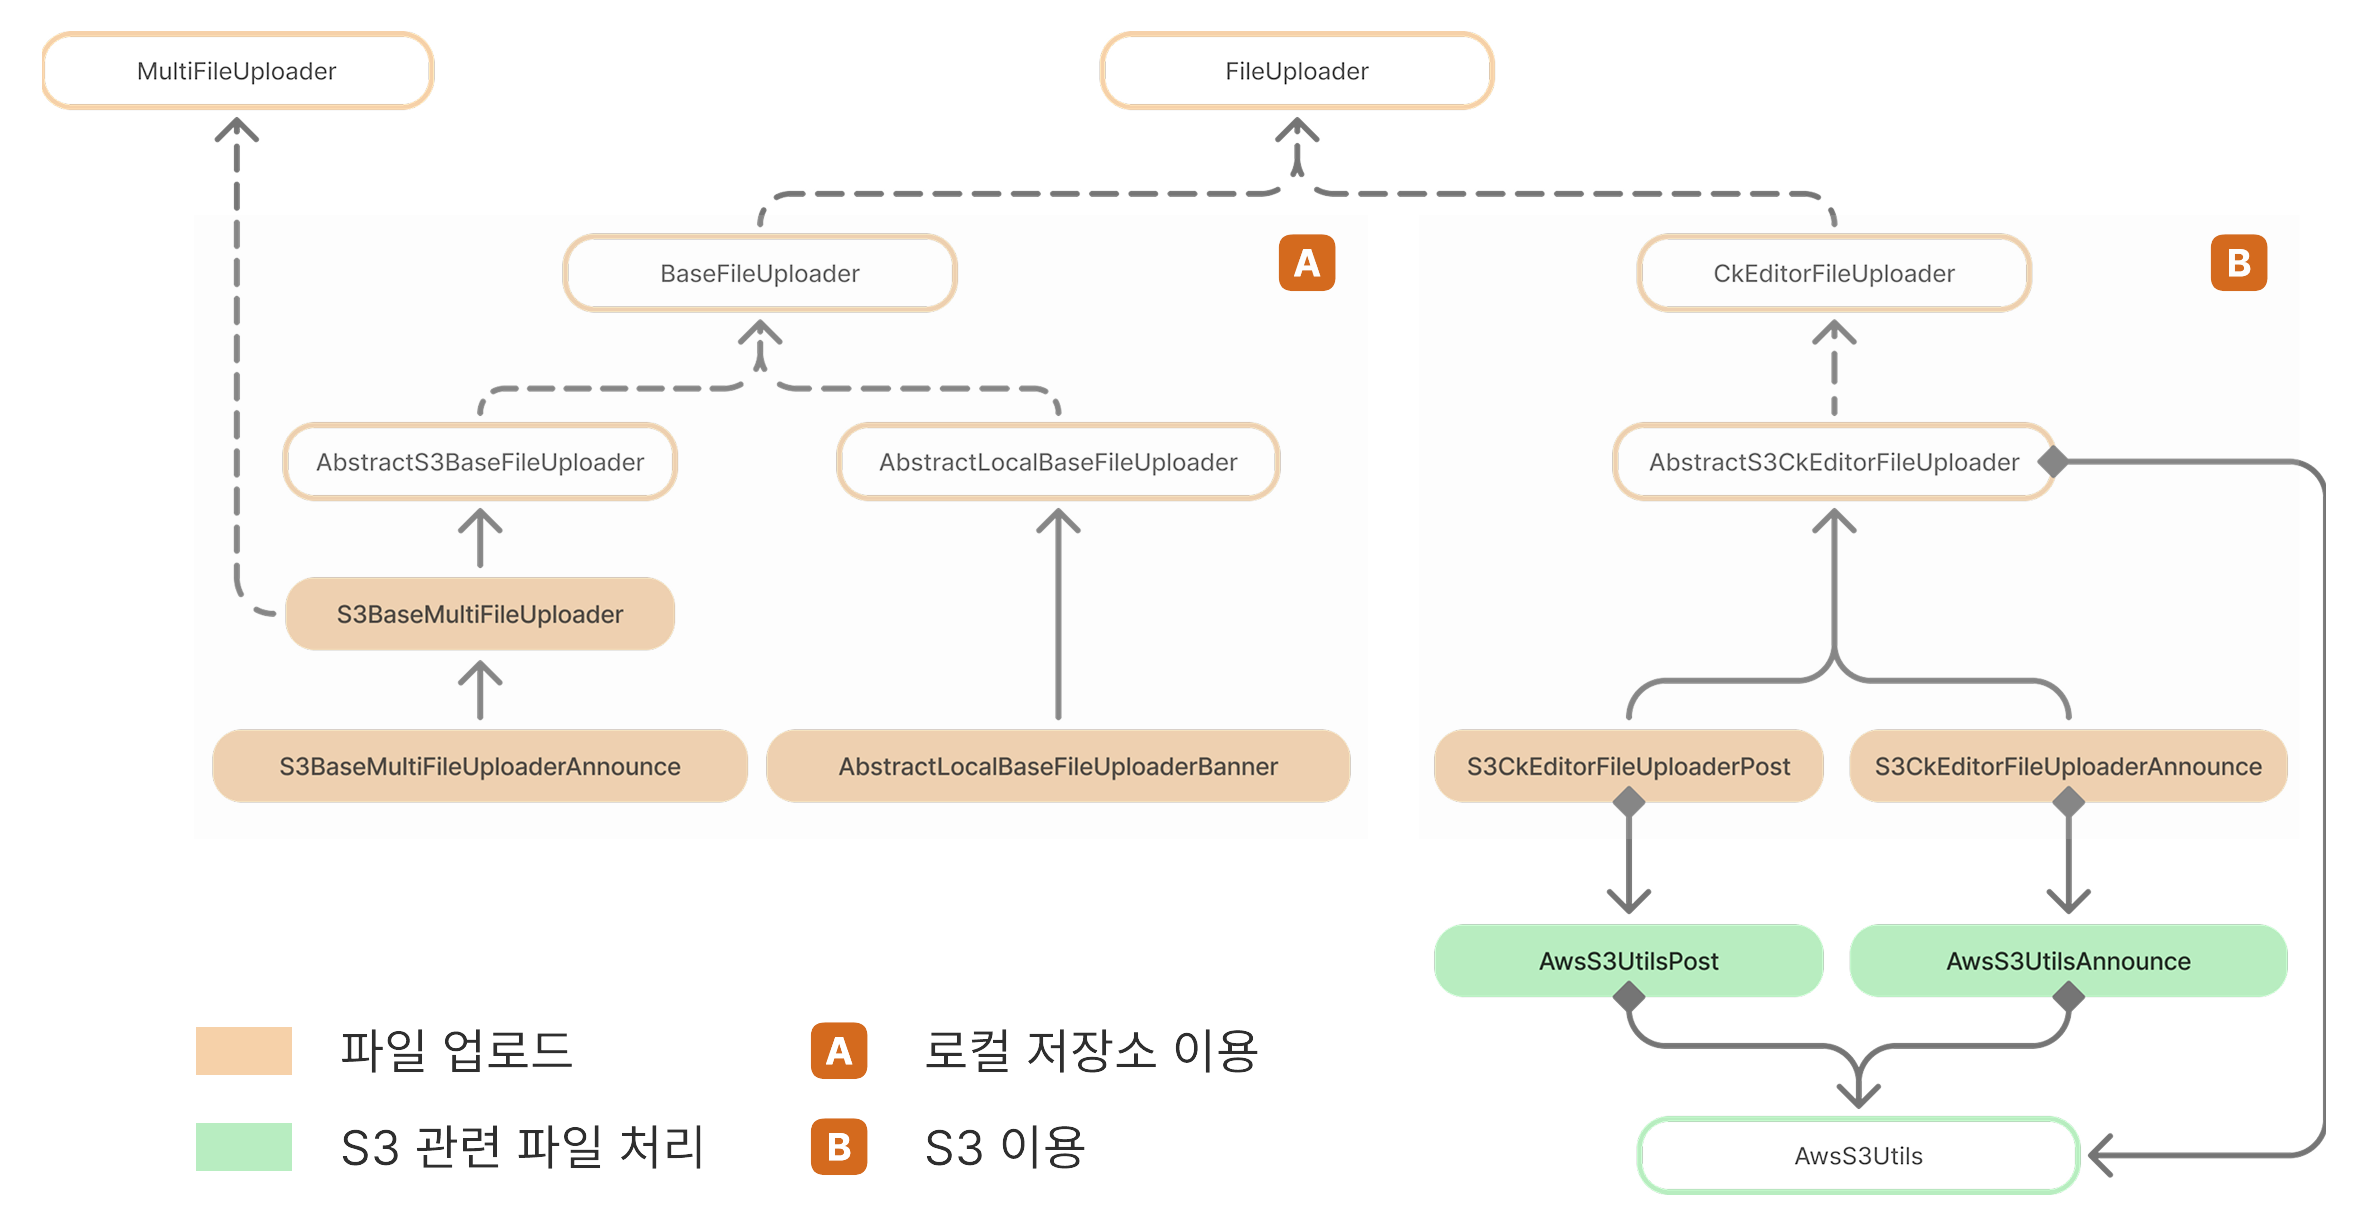 MultiFileUploader
FileUploader
BaseFileUploader
A
CkEditorFileUploader
B
AbstractS3BaseFileUploader
AbstractLocalBaseFileUploader
AbstractS3CkEditorFileUploader
S3BaseMultiFileUploader
S3BaseMultiFileUploaderAnnounce
AbstractLocalBaseFileUploaderBanner
S3CkEditorFileUploaderPost
S3CkEditorFileUploaderAnnounce
AwsS3UtilsPost
AwsS3UtilsAnnounce
AwsS3Utils
파일 업로드
A 로컬 저장소 이용
S3 관련 파일 처리
B S3 이용